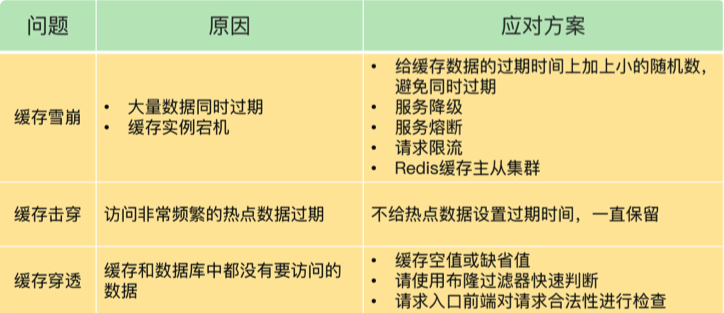 问题
原因
应对方案
缓存雪崩
• 大量数据同时过期
• 缓存实例宕机
• 给缓存数据的过期时间上加上小的随机数，
避免同时过期
• 服务降级
• 服务熔断
• 请求限流
• Redis缓存主从集群
缓存击穿
访问非常频繁的热点数据过期
不给热点数据设置过期时间，一直保留
缓存穿透
缓存和数据库中都没有要访问的
数据
• 缓存空值或缺省值
• 请使用布隆过滤器快速判断
• 请求入口前端对请求合法性进行检查